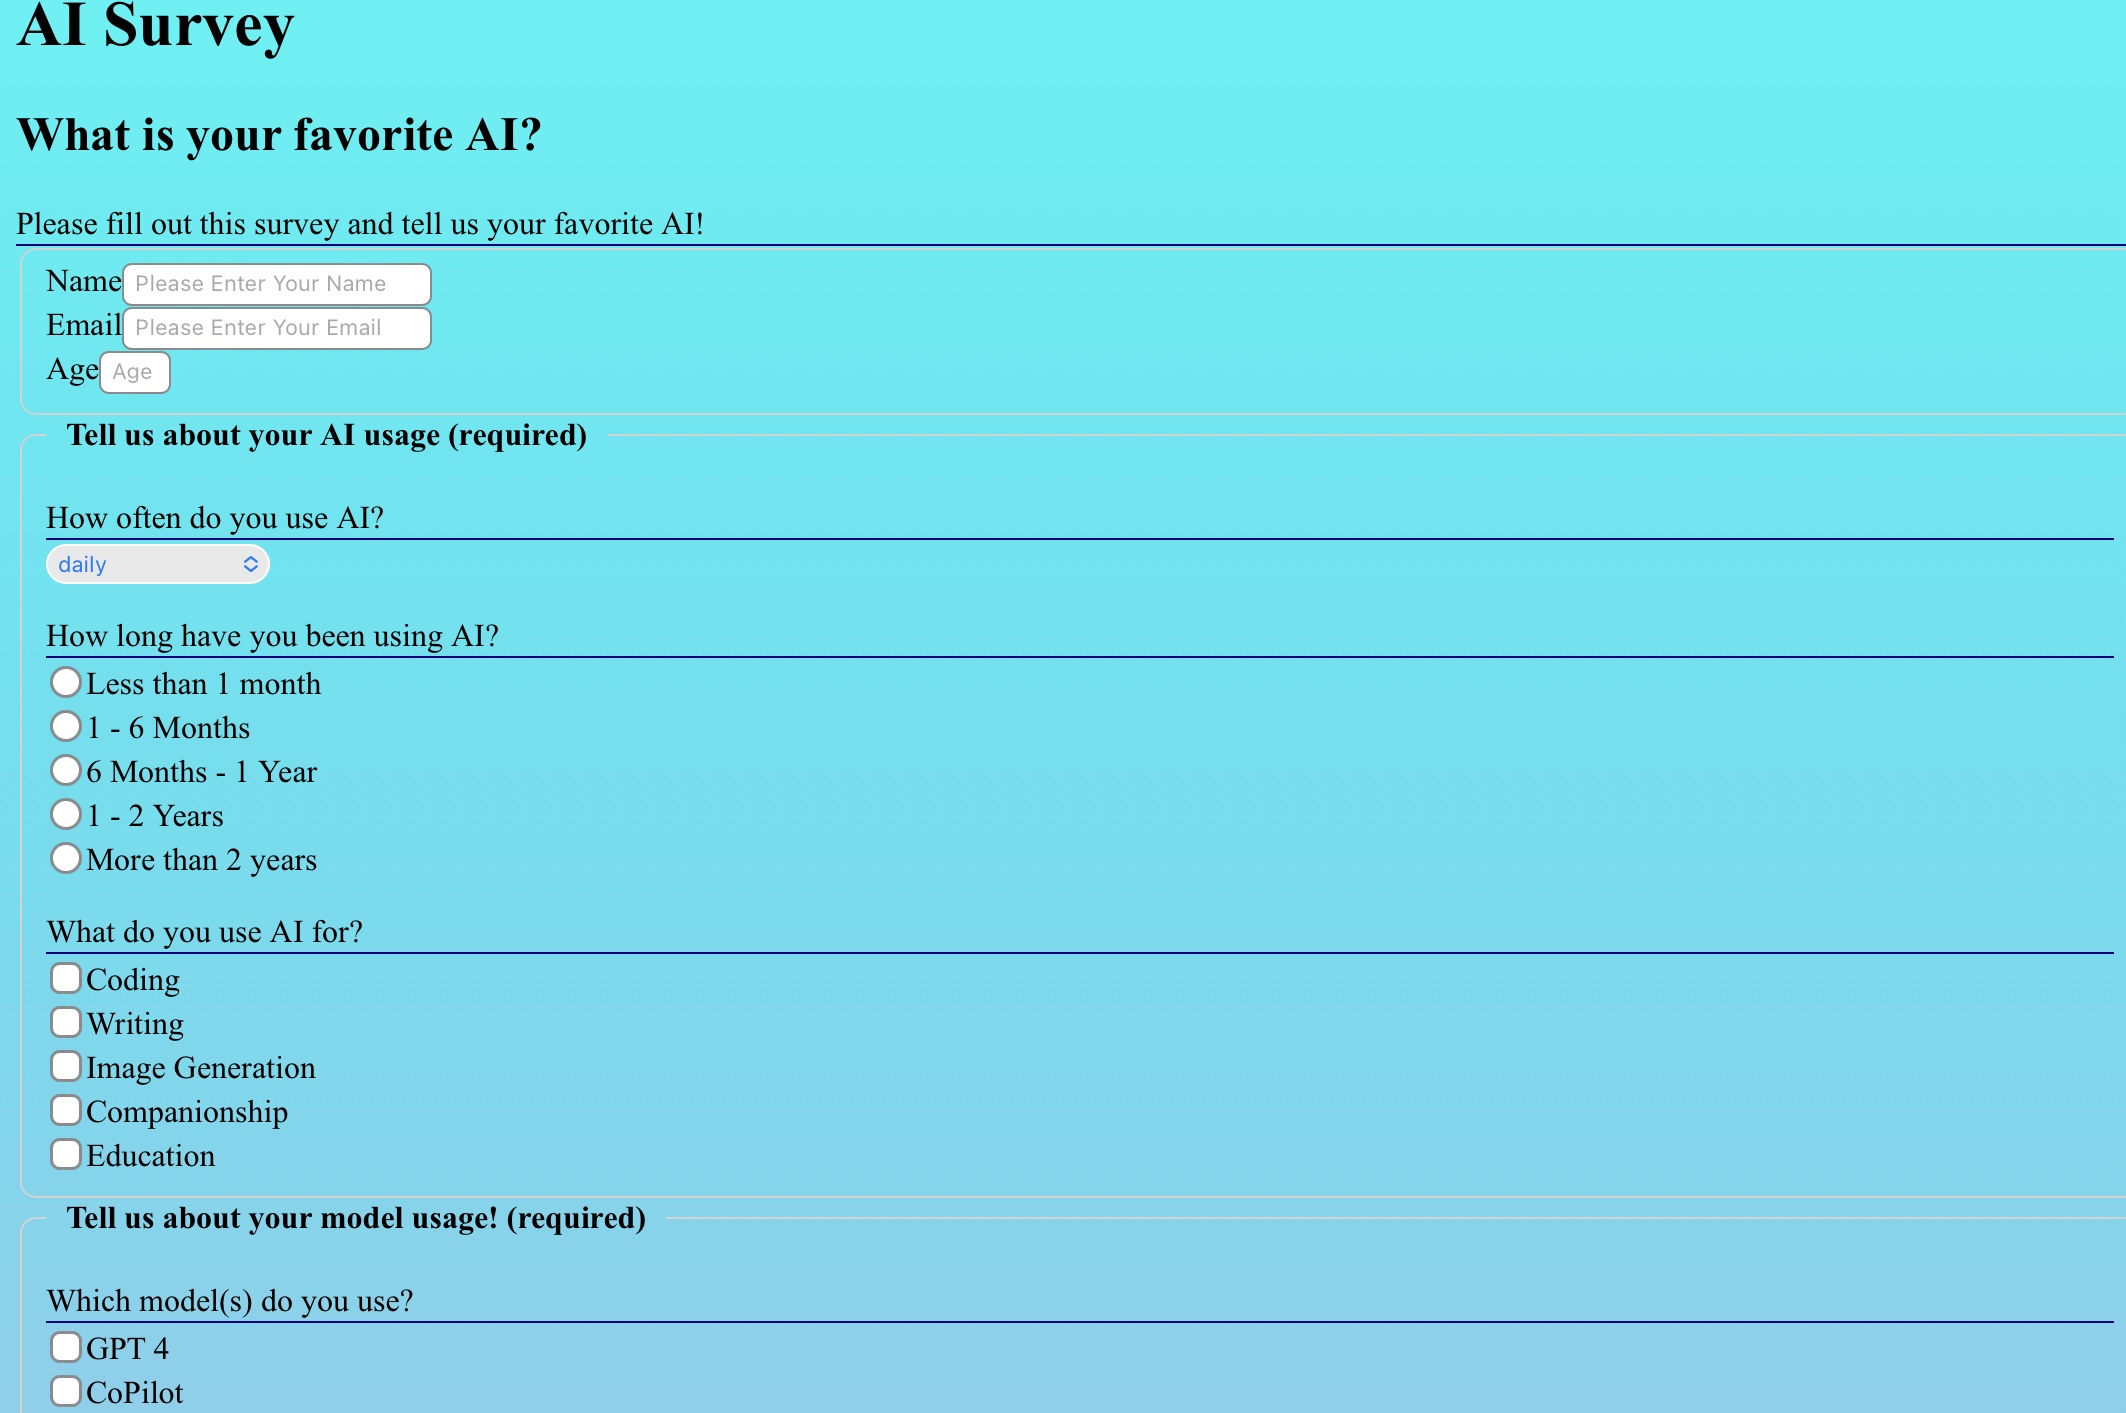 AI Survey
What is your favorite AI?
Please fill out this survey and tell us your favorite AI!
Name Please Enter Your Name
Email Please Enter Your Email
Age Age
Tell us about your AI usage (required)
How often do you use AI?
daily
How long have you been using AI?
Less than 1 month
1 - 6 Months
6 Months - 1 Year
1 - 2 Years
More than 2 years
What do you use AI for?
Coding
Writing
Image Generation
Companionship
Education
Tell us about your model usage! (required)
Which model(s) do you use?
GPT 4
CoPilot